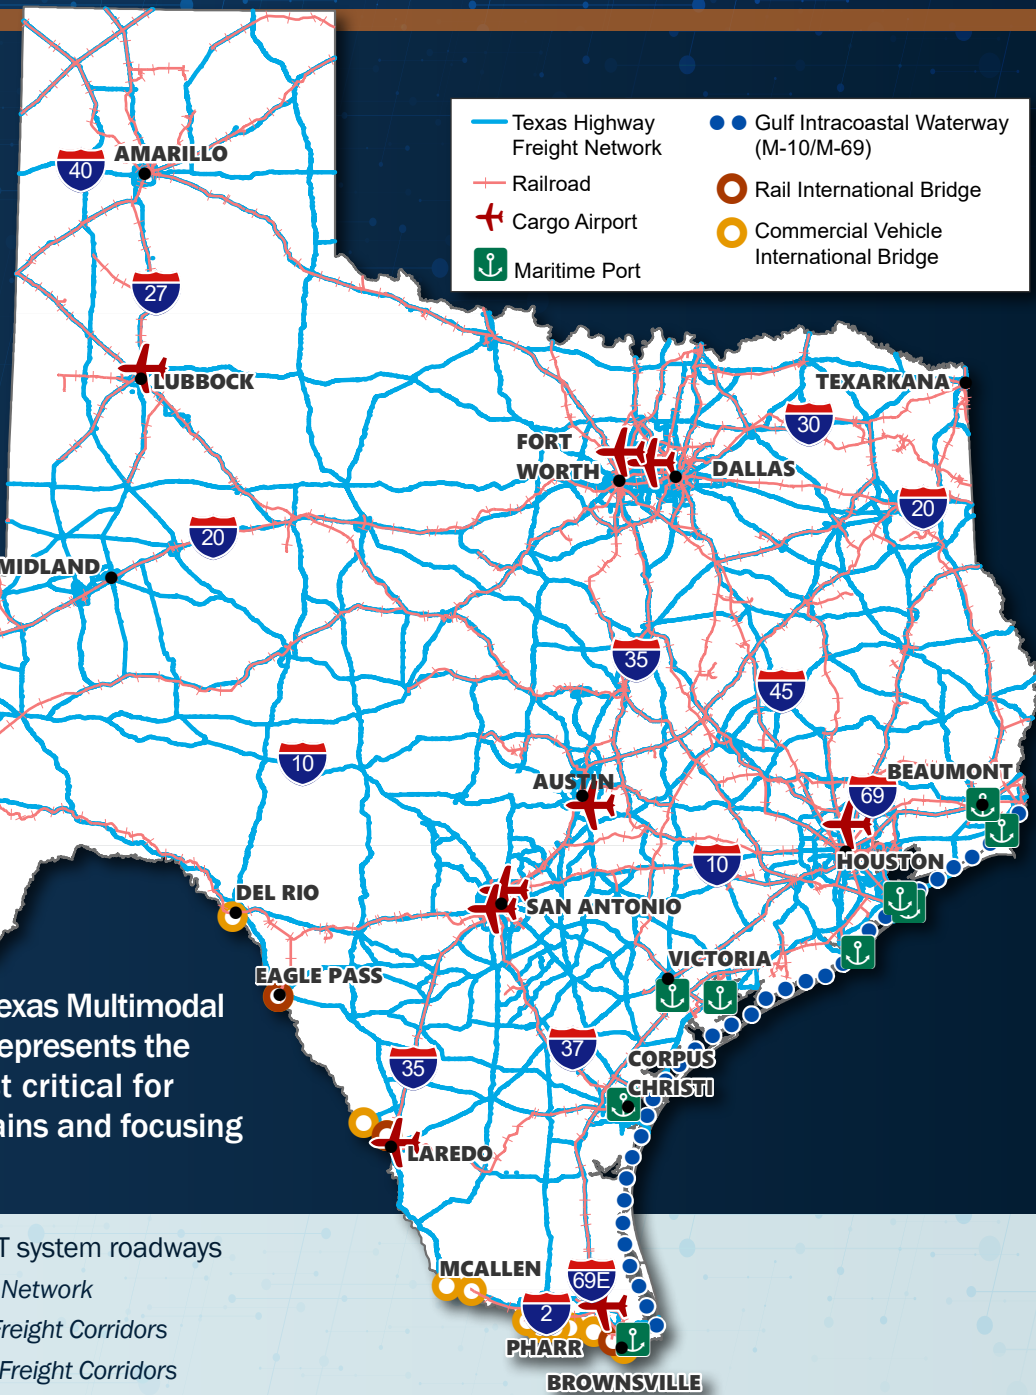 Texas Highway
Freight Network
Railroad
Cargo Airport
Maritime Port
Gulf Intracoastal Waterway
(M-10/M-69)
Rail International Bridge
Commercial Vehicle
International Bridge
AMARILLO
40
27
LUBBOCK
TEXARKANA
30
FORT
WORTH
DALLAS
20
20
MIDLAND
35
45
10
AUSTIN
BEAUMONT
69
10
HOUSTON
DEL RIO
SAN ANTONIO
VICTORIA
EAGLE PASS
exas Multimodal
epresents the
t critical for
ains and focusing
35
37
CORPUS
CHRISTI
LAREDO
T system roadways
Network
Freight Corridors
Freight Corridors
MCALLEN
69E
2
PHARR
BROWNSVILLE